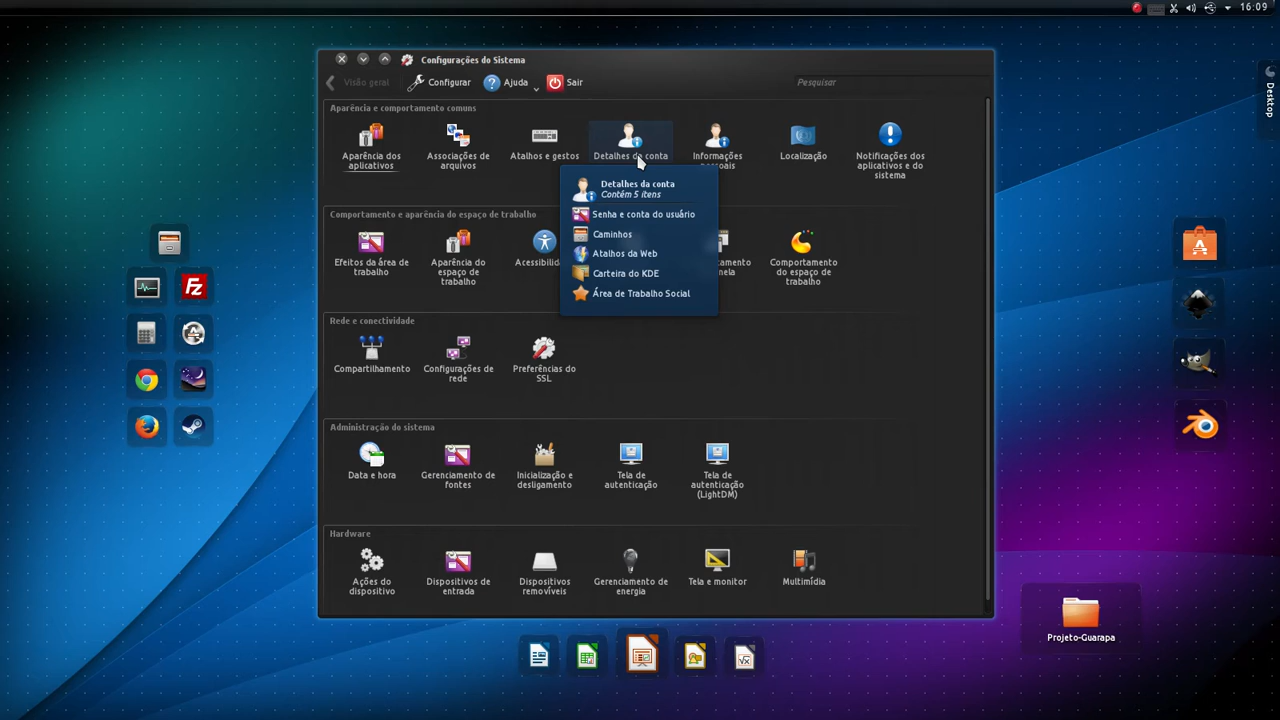 16:09
Desktop
Configurações do Sistema
Visão geral
Configurar
Ajuda
Sair
Pesquisar
Aparência e comportamento comuns
Aparência dos
aplicativos
Associações de
arquivos
Atalhos e gestos
Detalhes da conta
Informações
pessoais
Localização
Notificações dos
aplicativos e do
sistema
Detalhes da conta
Contém 5 itens
Senha e conta do usuário
Caminhos
Atalhos da Web
Carteira do KDE
Área de Trabalho Social
Comportamento e aparência do espaço de trabalho
Efeitos da área de
trabalho
Aparência do
espaço de
trabalho
Comportamento
do espaço de
trabalho
Rede e conectividade
Compartilhamento
Configurações de
rede
Preferências do
SSL
Administração do sistema
Data e hora
Gerenciamento de
fontes
Inicialização e
desligamento
Tela de
autenticação
Tela de
autenticação
(LightDM)
Hardware
Ações do
dispositivo
Dispositivos de
entrada
Dispositivos
removíveis
Gerenciamento de
energia
Tela e monitor
Multimídia
Projeto-Guarapa